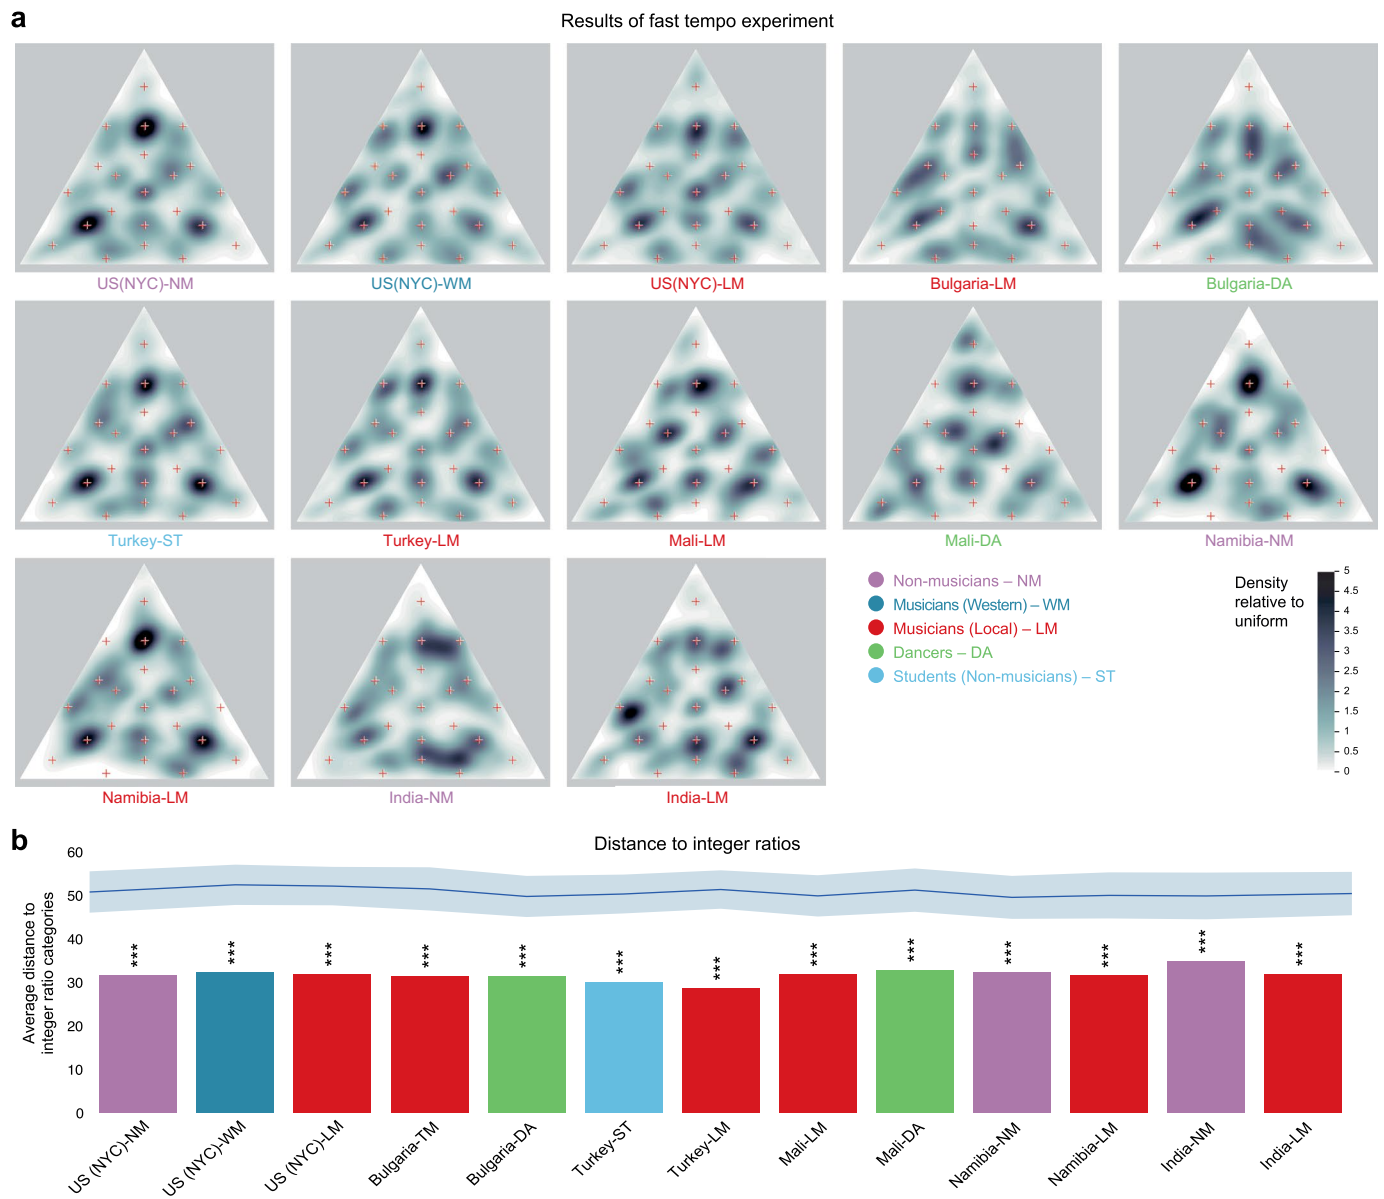 a
Results of fast tempo experiment
US(NYC)-NM
US(NYC)-WM
US(NYC)-LM
Bulgaria-LM
Bulgaria-DA
Turkey-ST
Turkey-LM
Mali-LM
Mali-DA
Namibia-NM
Namibia-LM
India-NM
India-LM
Non-musicians – NM
Musicians (Western) – WM
Musicians (Local) – LM
Dancers – DA
Students (Non-musicians) – ST
Density
relative to
uniform
5
4.5
4
3.5
3
2.5
2
1.5
1
0.5
0
b
Distance to integer ratios
Average distance to
integer ratio categories
60
50
40
30
20
10
0
***
***
***
***
***
***
***
***
***
***
***
***
***
US (NYC)-NM
US (NYC)-WM
US (NYC)-LM
Bulgaria-TM
Bulgaria-DA
Turkey-ST
Turkey-LM
Mali-LM
Mali-DA
Namibia-NM
Namibia-LM
India-NM
India-LM